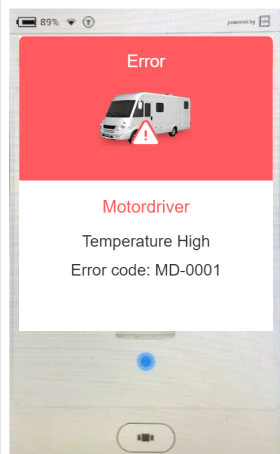 89%
powered by
Error
Motordriver
Temperature High
Error code: MD-0001